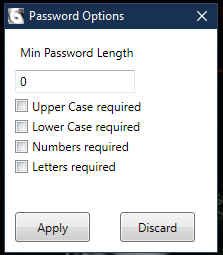 Password Options
Min Password Length
0
Upper Case required
Lower Case required
Numbers required
Letters required
Apply Discard